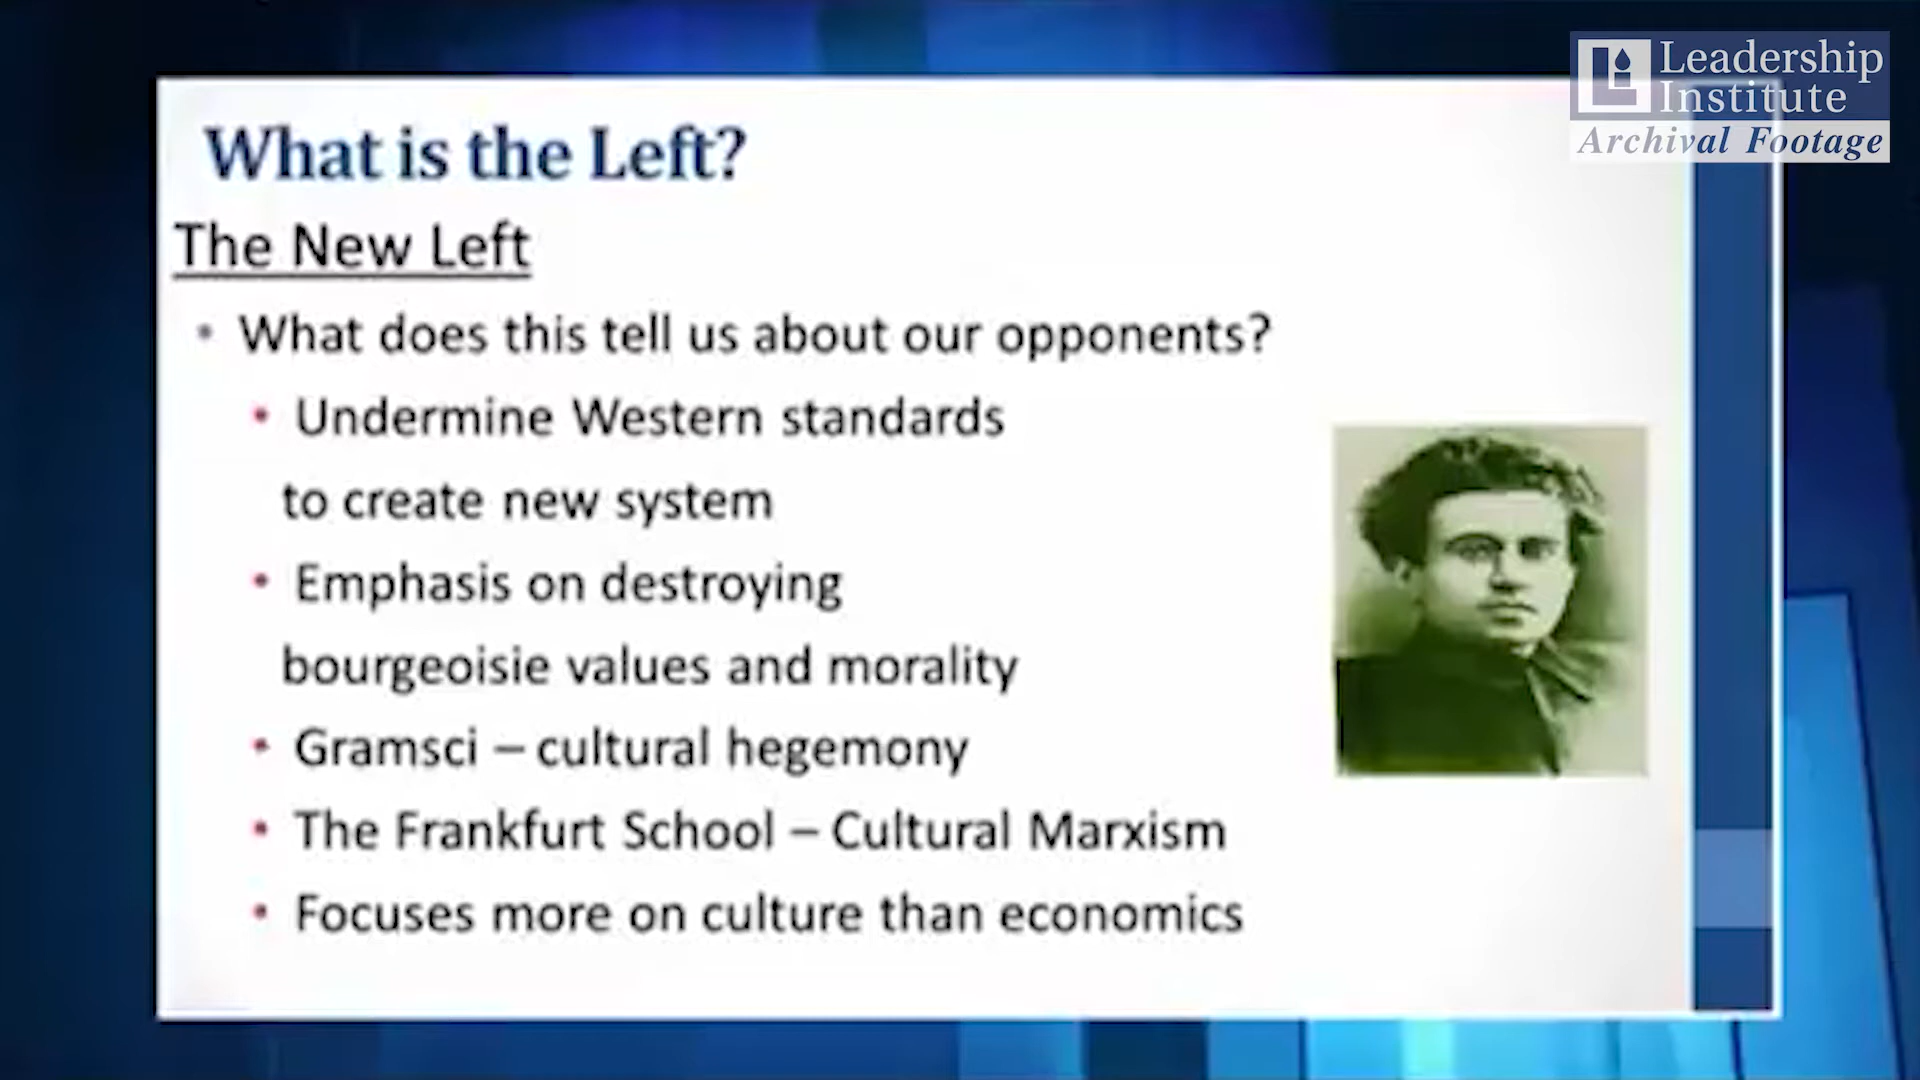 Leadership
Institute
Archival Footage
What is the Left?
The New Left
• What does this tell us about our opponents?
• Undermine Western standards
to create new system
• Emphasis on destroying
bourgeoisie values and morality
• Gramsci – cultural hegemony
• The Frankfurt School – Cultural Marxism
• Focuses more on culture than economics